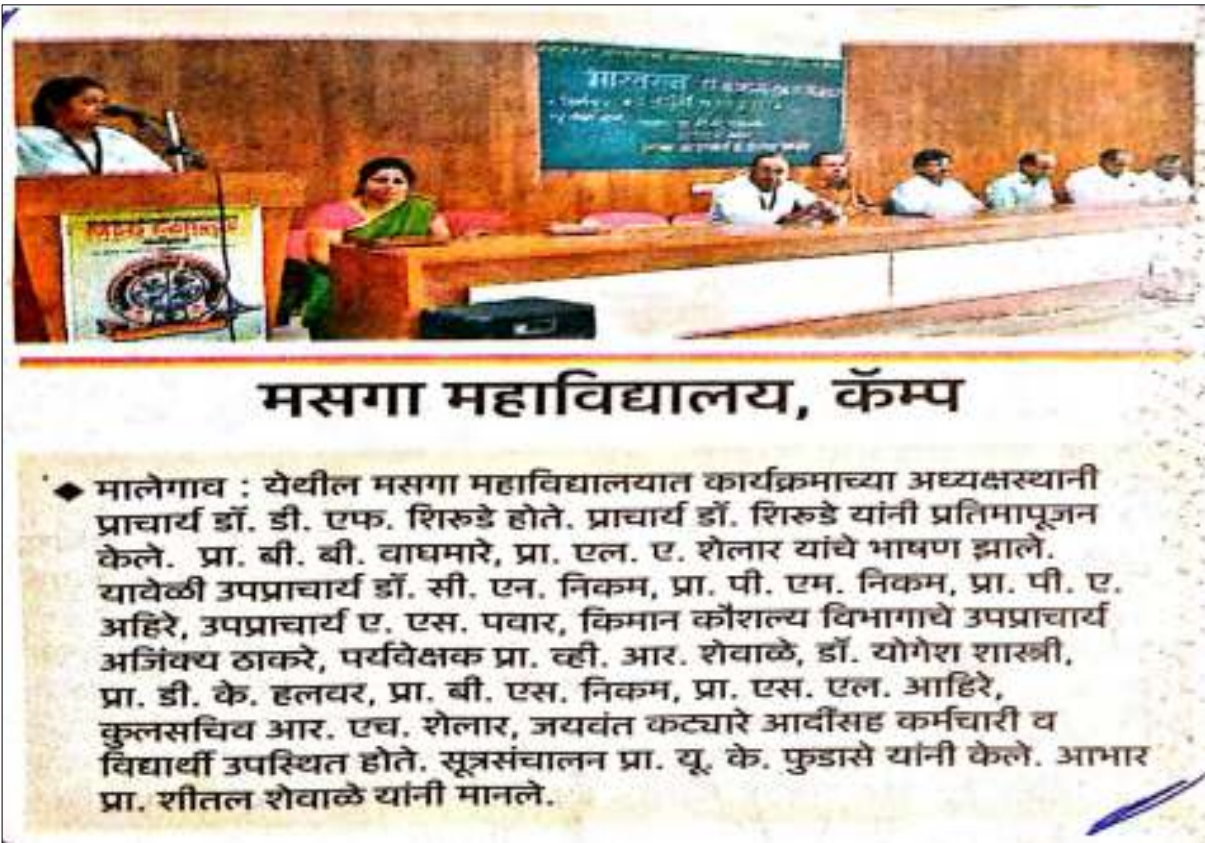 भारतरत्न
मसगा महाविद्यालय, कॅम्प
◆ मालेगाव : येथील मसगा महाविद्यालयात कार्यक्रमाच्या अध्यक्षस्थानी
प्राचार्य डॉ. डी. एफ. शिरुडे होते. प्राचार्य डॉ. शिरुडे यांनी प्रतिमापूजन
केले. प्रा. बी. बी. वाघमारे, प्रा. एल. ए. शेलार यांचे भाषण झाले.
यावेळी उपप्राचार्य डॉ. सी. एन. निकम, प्रा. पी. एम. निकम, प्रा. पी. ए.
अहिरे, उपप्राचार्य ए. एस. पवार, किमान कौशल्य विभागाचे उपप्राचार्य
अजिंक्य ठाकरे, पर्यवेक्षक प्रा. व्ही. आर. शेवाळे, डॉ. योगेश शास्त्री,
प्रा. डी. के. हलवर, प्रा. बी. एस. निकम, प्रा. एस. एल. आहिरे,
कुलसचिव आर. एच. शेलार, जयवंत कट्यारे आदींसह कर्मचारी व
विद्यार्थी उपस्थित होते. सूत्रसंचालन प्रा. यू. के. फुडासे यांनी केले. आभार
प्रा. शीतल शेवाळे यांनी मानले.